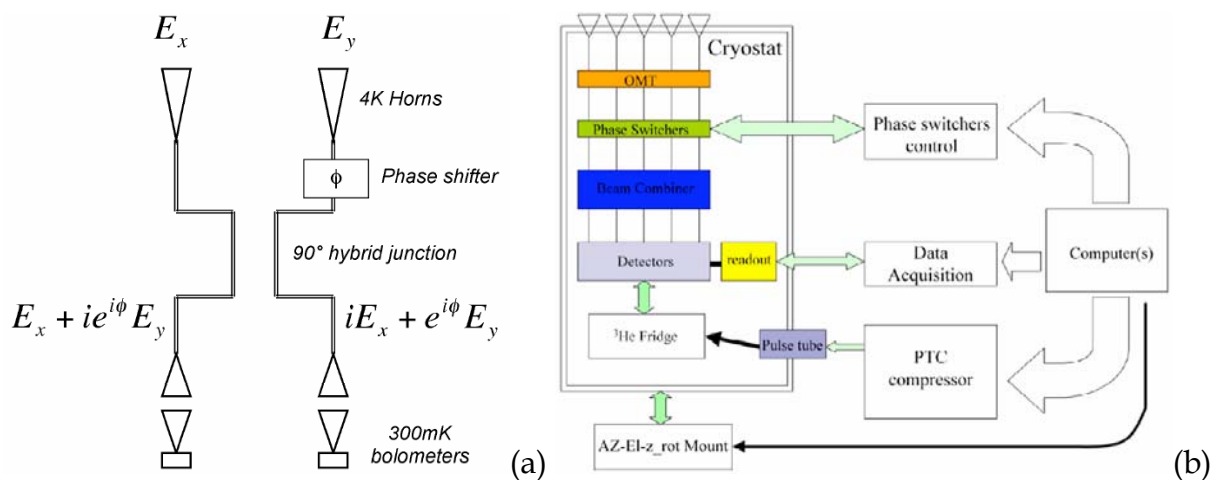 E_x E_y
4K Horns
ϕ Phase shifter
90° hybrid junction
E_x + ie^{iϕ} E_y iE_x + e^{iϕ} E_y
300mK
bolometers
(a)
Cryostat
OMT
Phase Switchers
Phase switchers
control
Beam Combiner
Detectors
readout
Data
Acquisition
Computer(s)
³He Fridge
Pulse tube
PTC
compressor
AZ-El-z_rot Mount
(b)